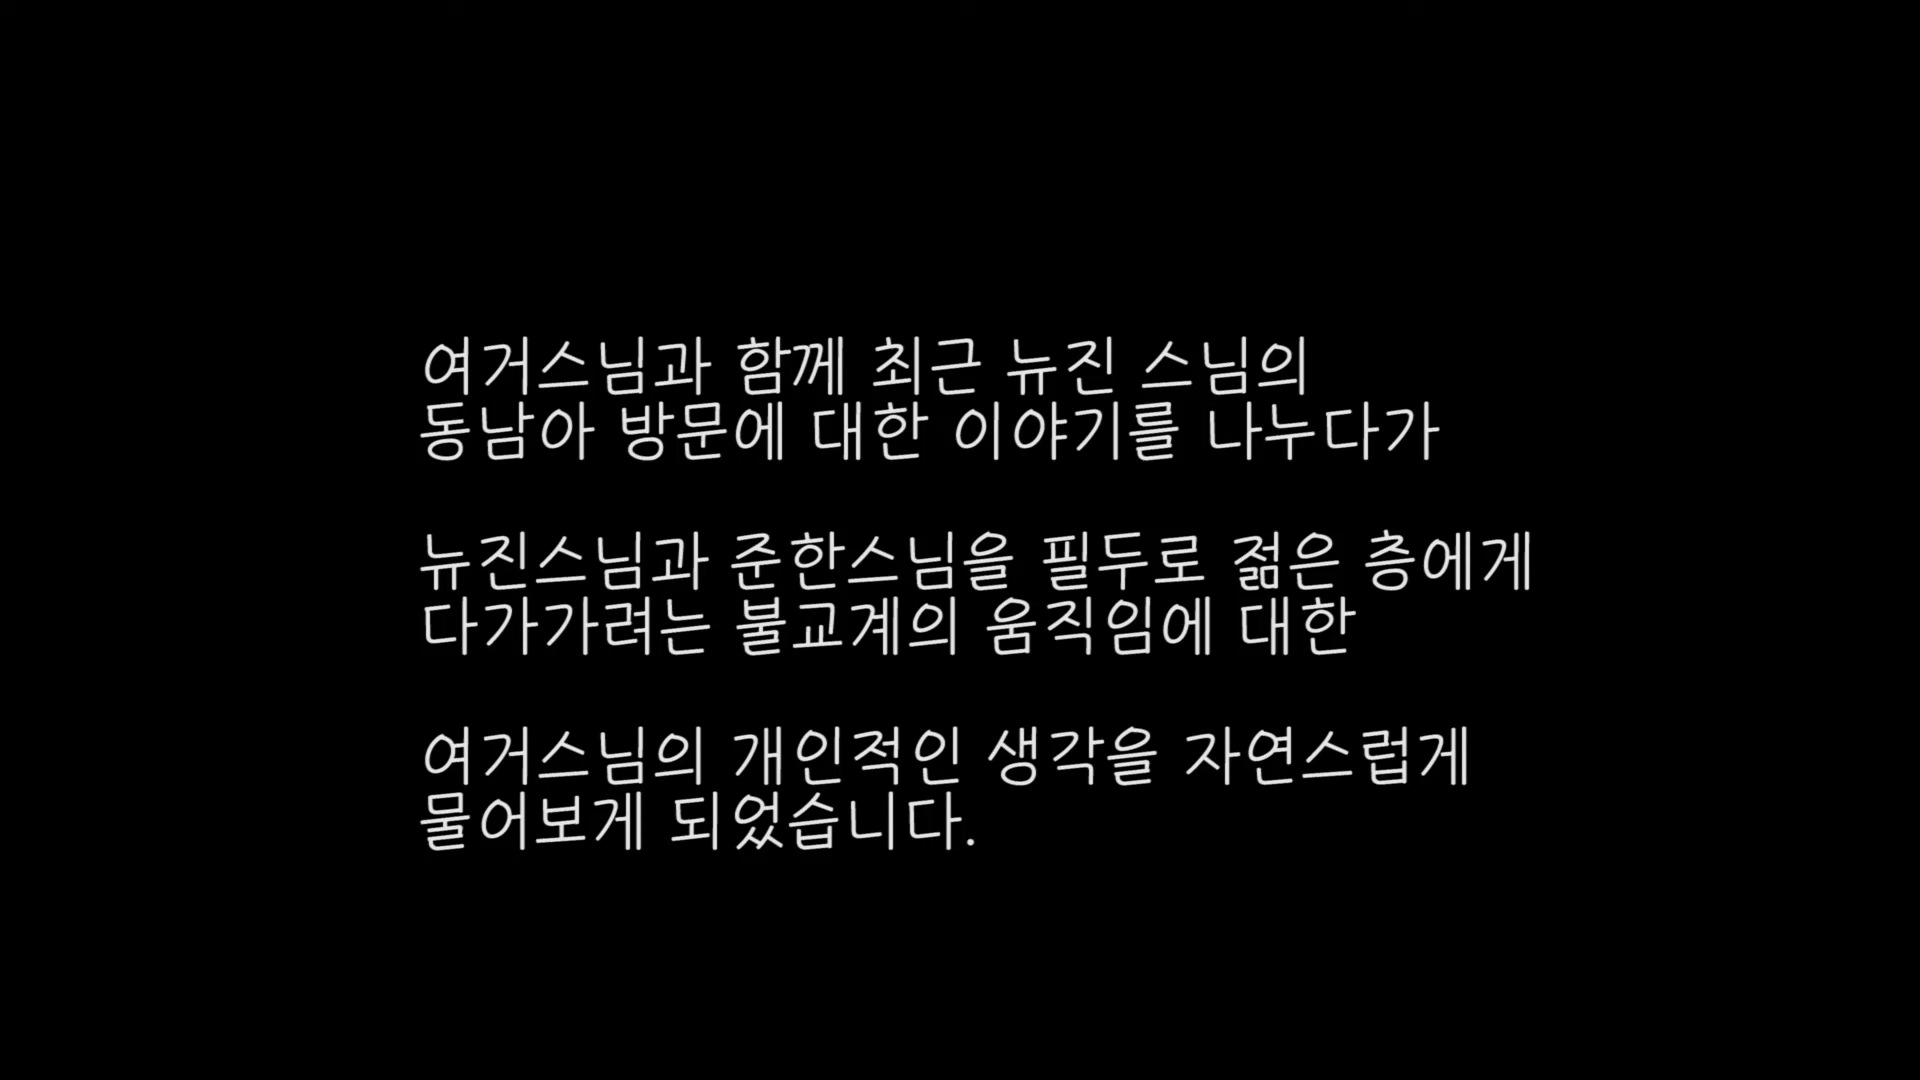 여거스님과 함께 최근 뉴진 스님의
동남아 방문에 대한 이야기를 나누다가
뉴진스님과 준한스님을 필두로 젊은 층에게
다가가려는 불교계의 움직임에 대한
여거스님의 개인적인 생각을 자연스럽게
물어보게 되었습니다.